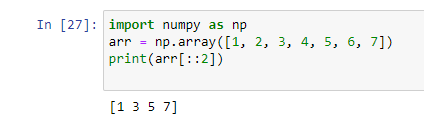 In [27]: import numpy as np
arr = np.array([1, 2, 3, 4, 5, 6, 7])
print(arr[::2])
[1 3 5 7]